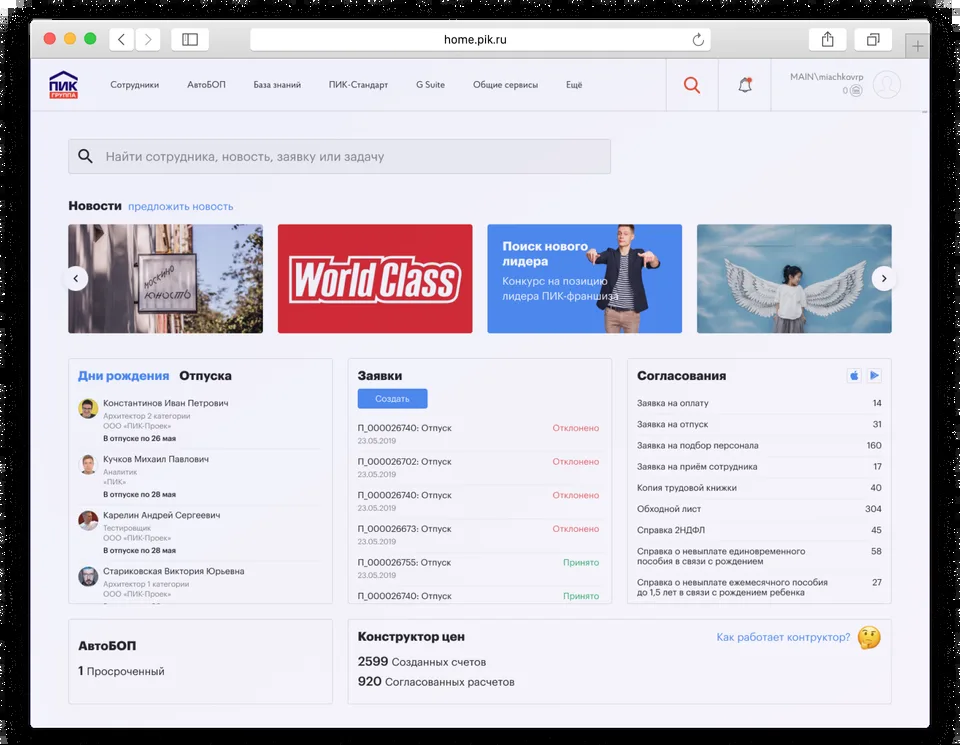 home.pik.ru
ПИК
ГРУППА
Сотрудники
АвтоБОП
База знаний
ПИК-Стандарт
G Suite
Общие сервисы
Ещё
MAIN\miachkovrp
0
Найти сотрудника, новость, заявку или задачу
Новости предложить новость
МОСКИНО
ЮНОСТЬ
World Class
Поиск нового
лидера
Конкурс на позицию
лидера ПИК-франшиза
Дни рождения Отпуска
Константинов Иван Петрович
Архитектор 2 категории
ООО «ПИК-Проек»
В отпуске по 26 мая
Кучков Михаил Павлович
Аналитик
«ПИК»
В отпуске по 28 мая
Карелин Андрей Сергеевич
Тестировщик
ООО «ПИК-Проек»
В отпуске по 28 мая
Стариковская Виктория Юрьевна
Архитектор 1 категории
ООО «ПИК-Проек»
Заявки
Создать
П_000026740: Отпуск Отклонено
23.05.2019
П_000026702: Отпуск Отклонено
23.05.2019
П_000026740: Отпуск Отклонено
23.05.2019
П_000026673: Отпуск Отклонено
23.05.2019
П_000026755: Отпуск Принято
23.05.2019
П_000026740: Отпуск Принято
Согласования
Заявка на оплату 14
Заявка на отпуск 31
Заявка на подбор персонала 160
Заявка на приём сотрудника 17
Копия трудовой книжки 40
Обходной лист 304
Справка 2НДФЛ 45
Справка о невыплате единовременного 58
пособия в связи с рождением
Справка о невыплате ежемесячного пособия 27
до 1,5 лет в связи с рождением ребенка
АвтоБОП
1 Просроченный
Конструктор цен
Как работает контруктор?
2599 Созданных счетов
920 Согласованных расчетов